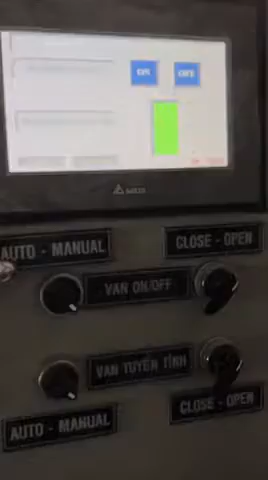 DELTA
AUTO - MANUAL
CLOSE - OPEN
VAN ON/OFF
VAN TUYẾN TÍNH
AUTO - MANUAL
CLOSE - OPEN